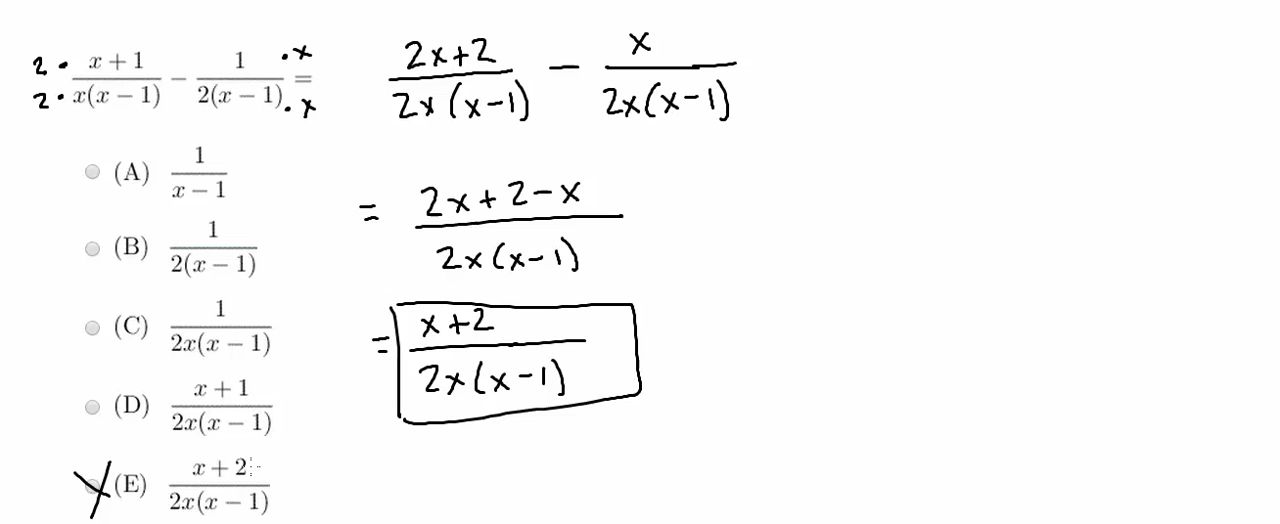 2 · (x + 1)/(x(x − 1)) · 2 − 1/(2(x − 1)) · x · x =
(A) 1/(x − 1)
(B) 1/(2(x − 1))
(C) 1/(2x(x − 1))
(D) (x + 1)/(2x(x − 1))
(E) (x + 2)/(2x(x − 1))
(2x+2)/(2x(x−1)) − x/(2x(x−1))
= (2x+2−x)/(2x(x−1))
= (x+2)/(2x(x−1))